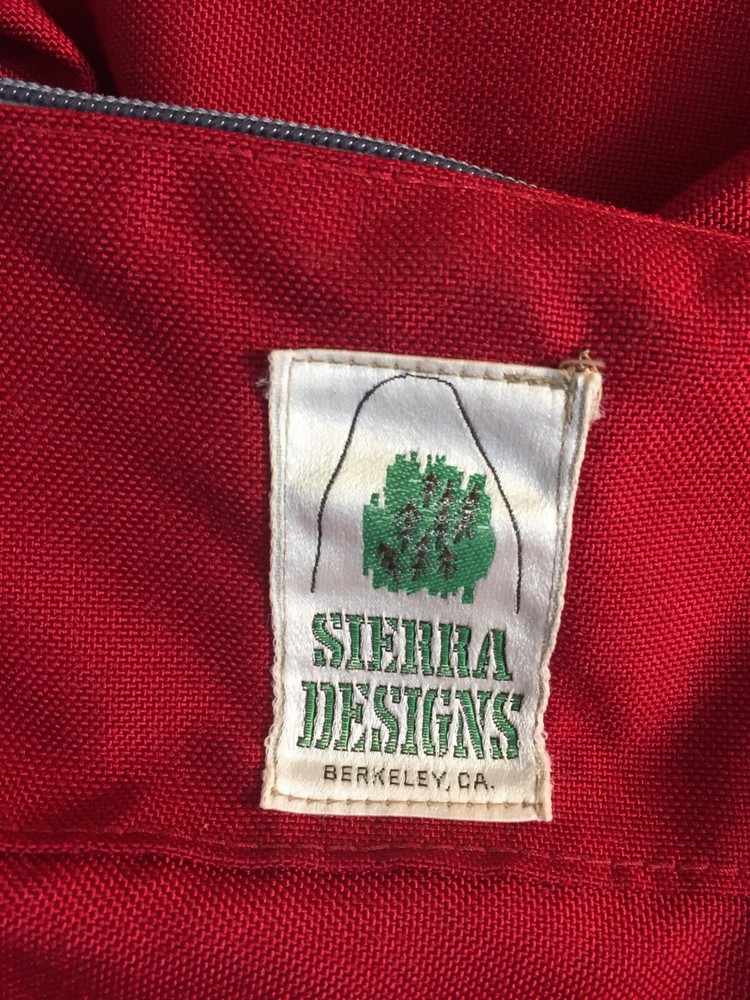 SIERRA
DESIGNS
BERKELEY, CA.